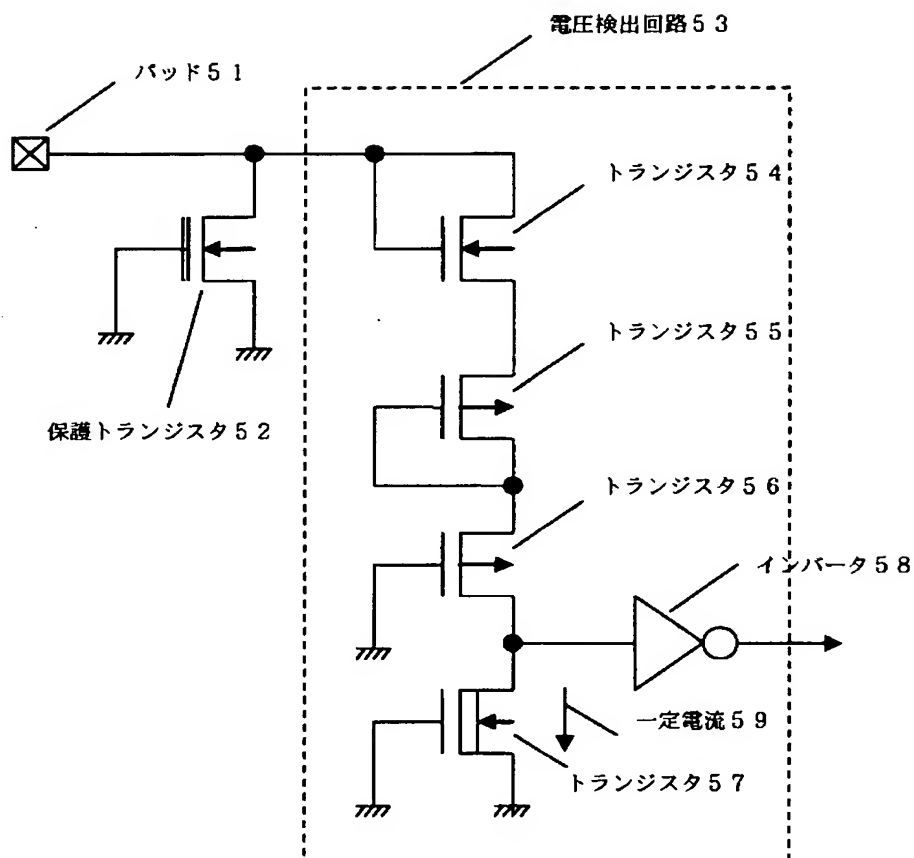 電圧検出回路５３
パッド５１
トランジスタ５４
トランジスタ５５
保護トランジスタ５２
トランジスタ５６
インバータ５８
一定電流５９
トランジスタ５７